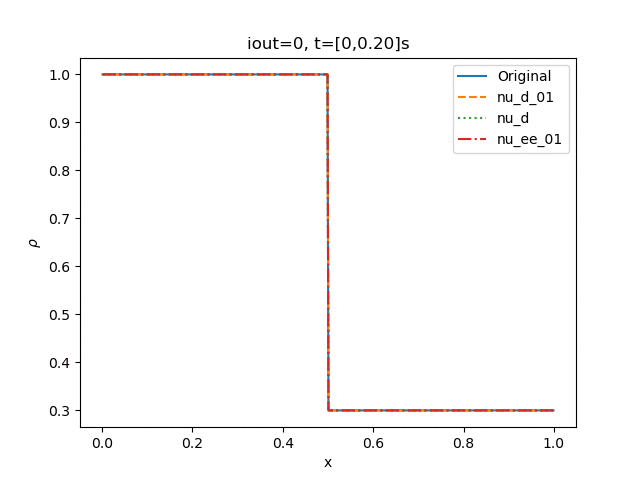 iout=0, t=[0,0.20]s
Original
nu_d_01
nu_d
nu_ee_01
1.0
0.9
0.8
0.7
0.6
0.5
0.4
0.3
ρ
0.0 0.2 0.4 0.6 0.8 1.0
x